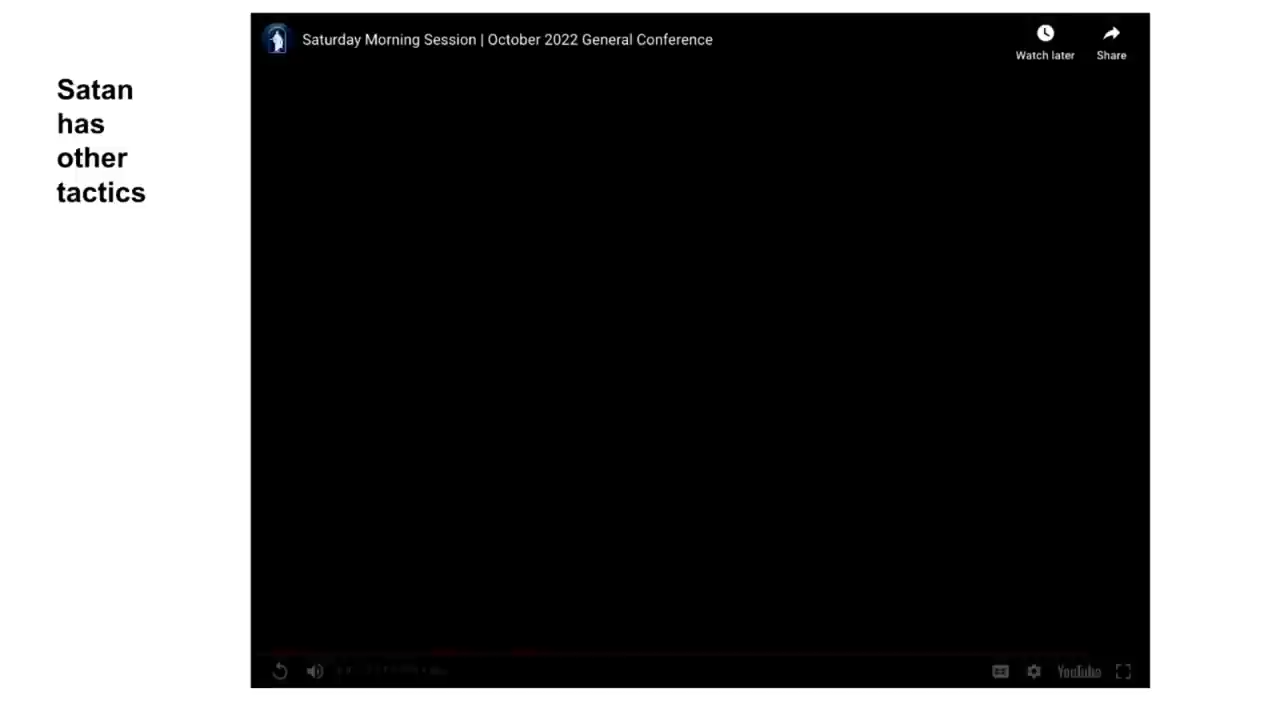 Satan
has
other
tactics
Saturday Morning Session | October 2022 General Conference
Watch later
Share
YouTube